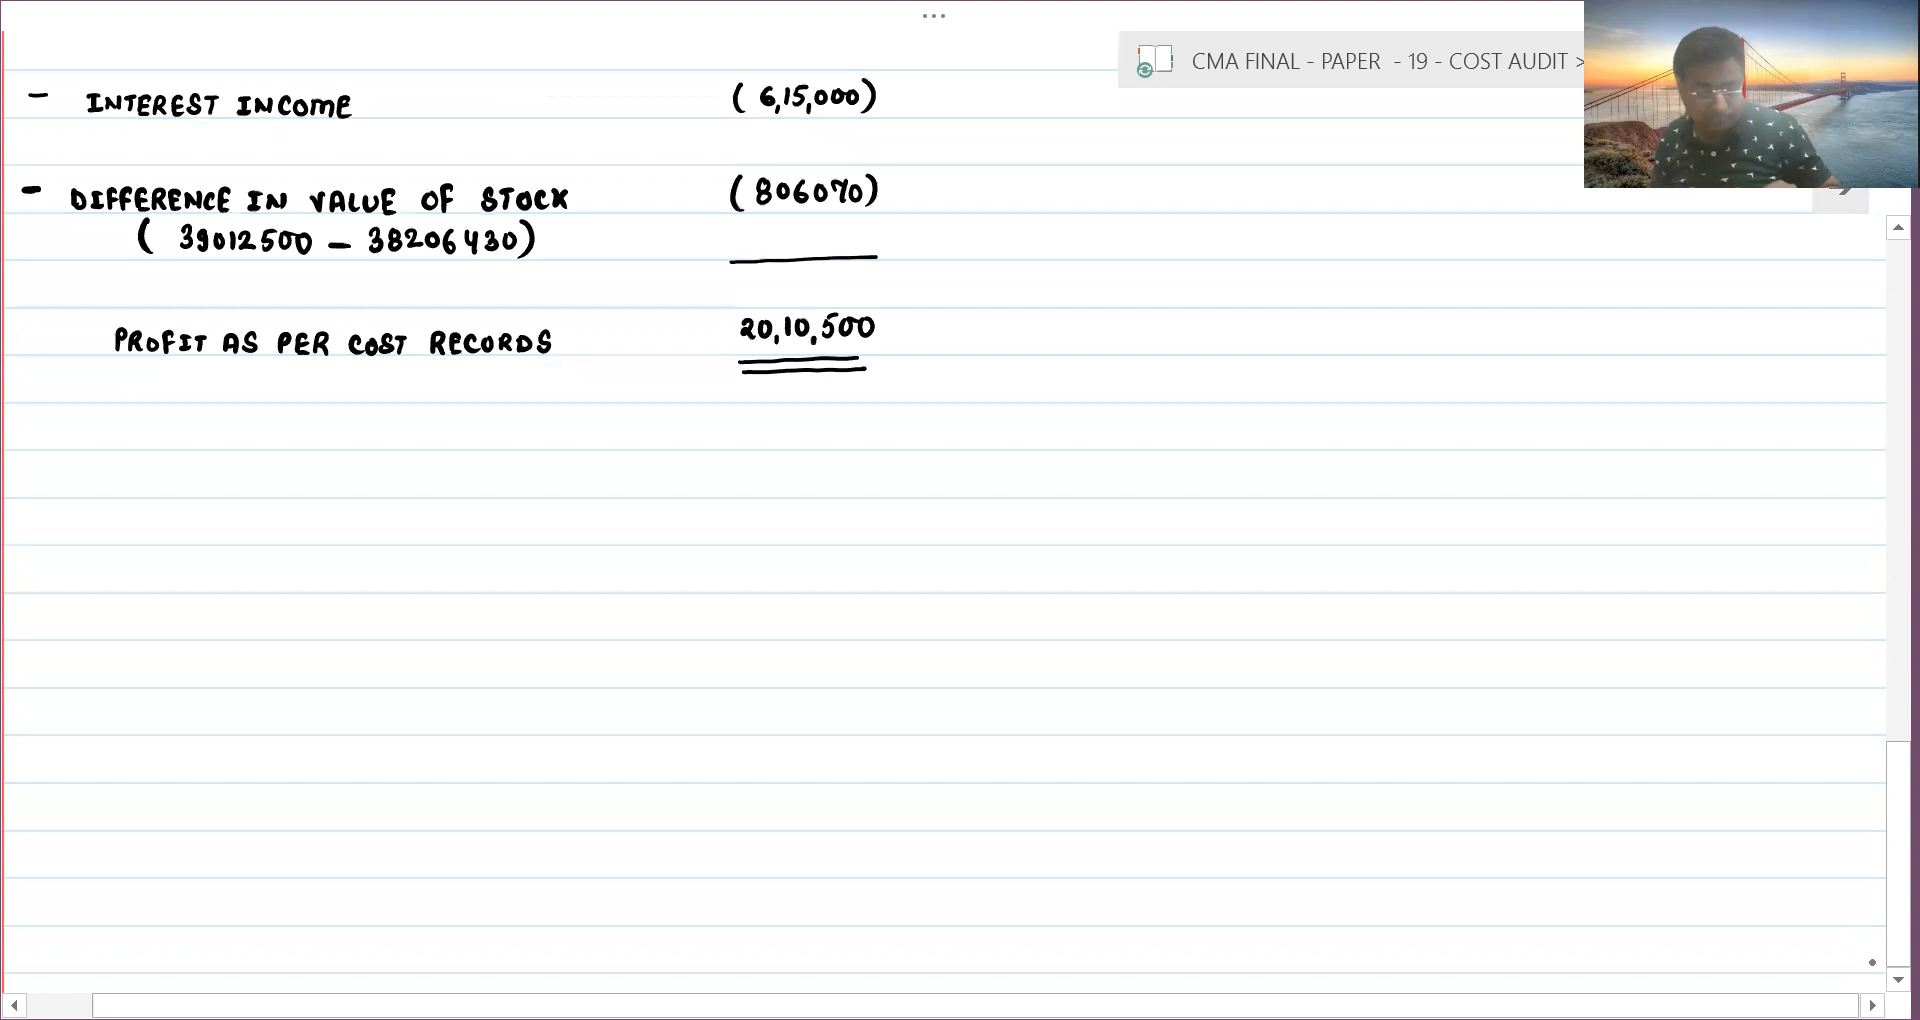 ...
CMA FINAL - PAPER - 19 - COST AUDIT >
- INTEREST INCOME (6,15,000)
- DIFFERENCE IN VALUE OF STOCK (806070)
(39012500 - 38206430)
PROFIT AS PER COST RECORDS 20,10,500